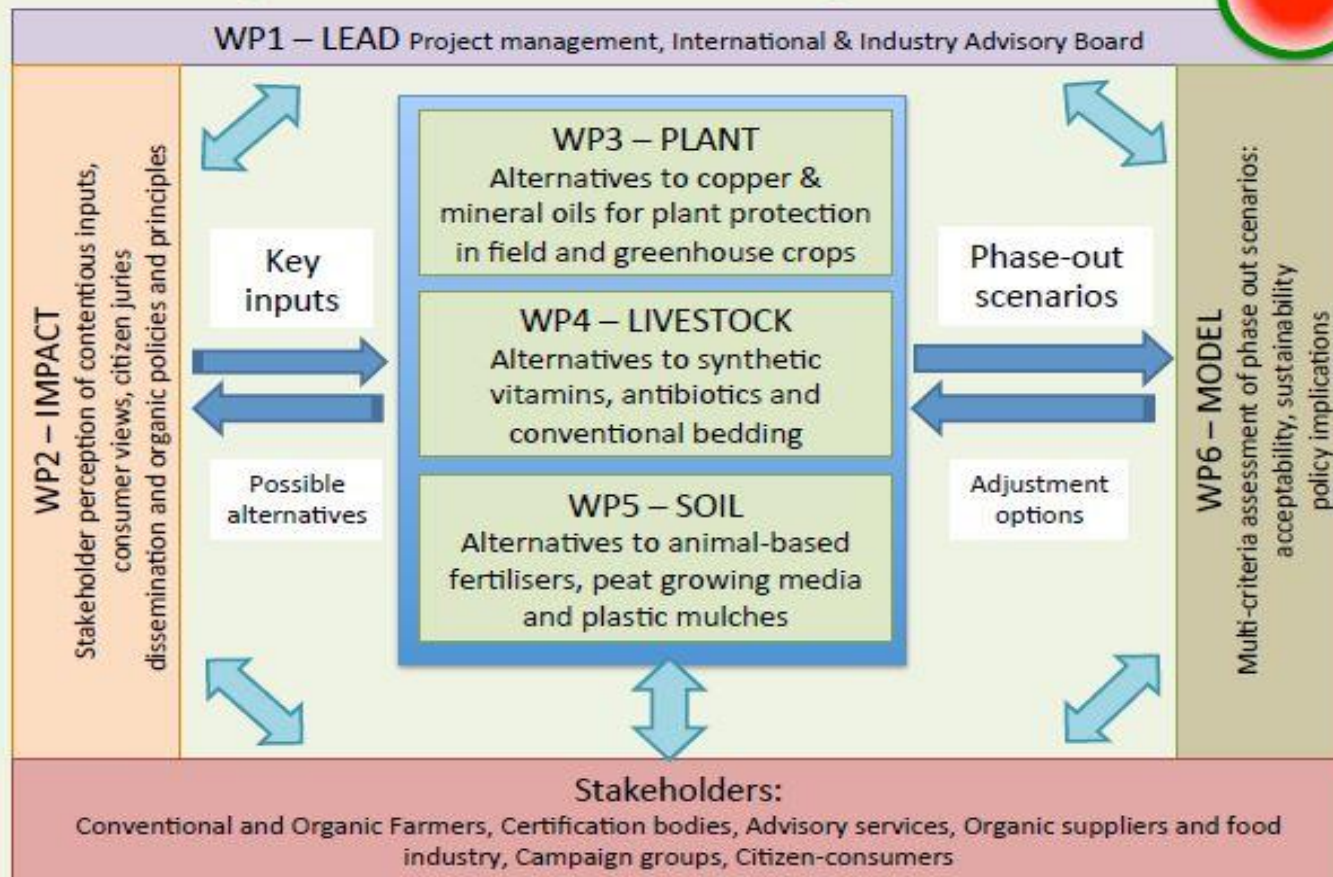 WP1 – LEAD Project management, International & Industry Advisory Board
WP2 – IMPACT
Stakeholder perception of contentious inputs,
consumer views, citizen juries
dissemination and organic policies and principles
Key
inputs
Possible
alternatives
WP3 – PLANT
Alternatives to copper &
mineral oils for plant protection
in field and greenhouse crops
WP4 – LIVESTOCK
Alternatives to synthetic
vitamins, antibiotics and
conventional bedding
WP5 – SOIL
Alternatives to animal-based
fertilisers, peat growing media
and plastic mulches
Phase-out
scenarios
Adjustment
options
WP6 – MODEL
Multi-criteria assessment of phase out scenarios:
acceptability, sustainability
policy implications
Stakeholders:
Conventional and Organic Farmers, Certification bodies, Advisory services, Organic suppliers and food
industry, Campaign groups, Citizen-consumers